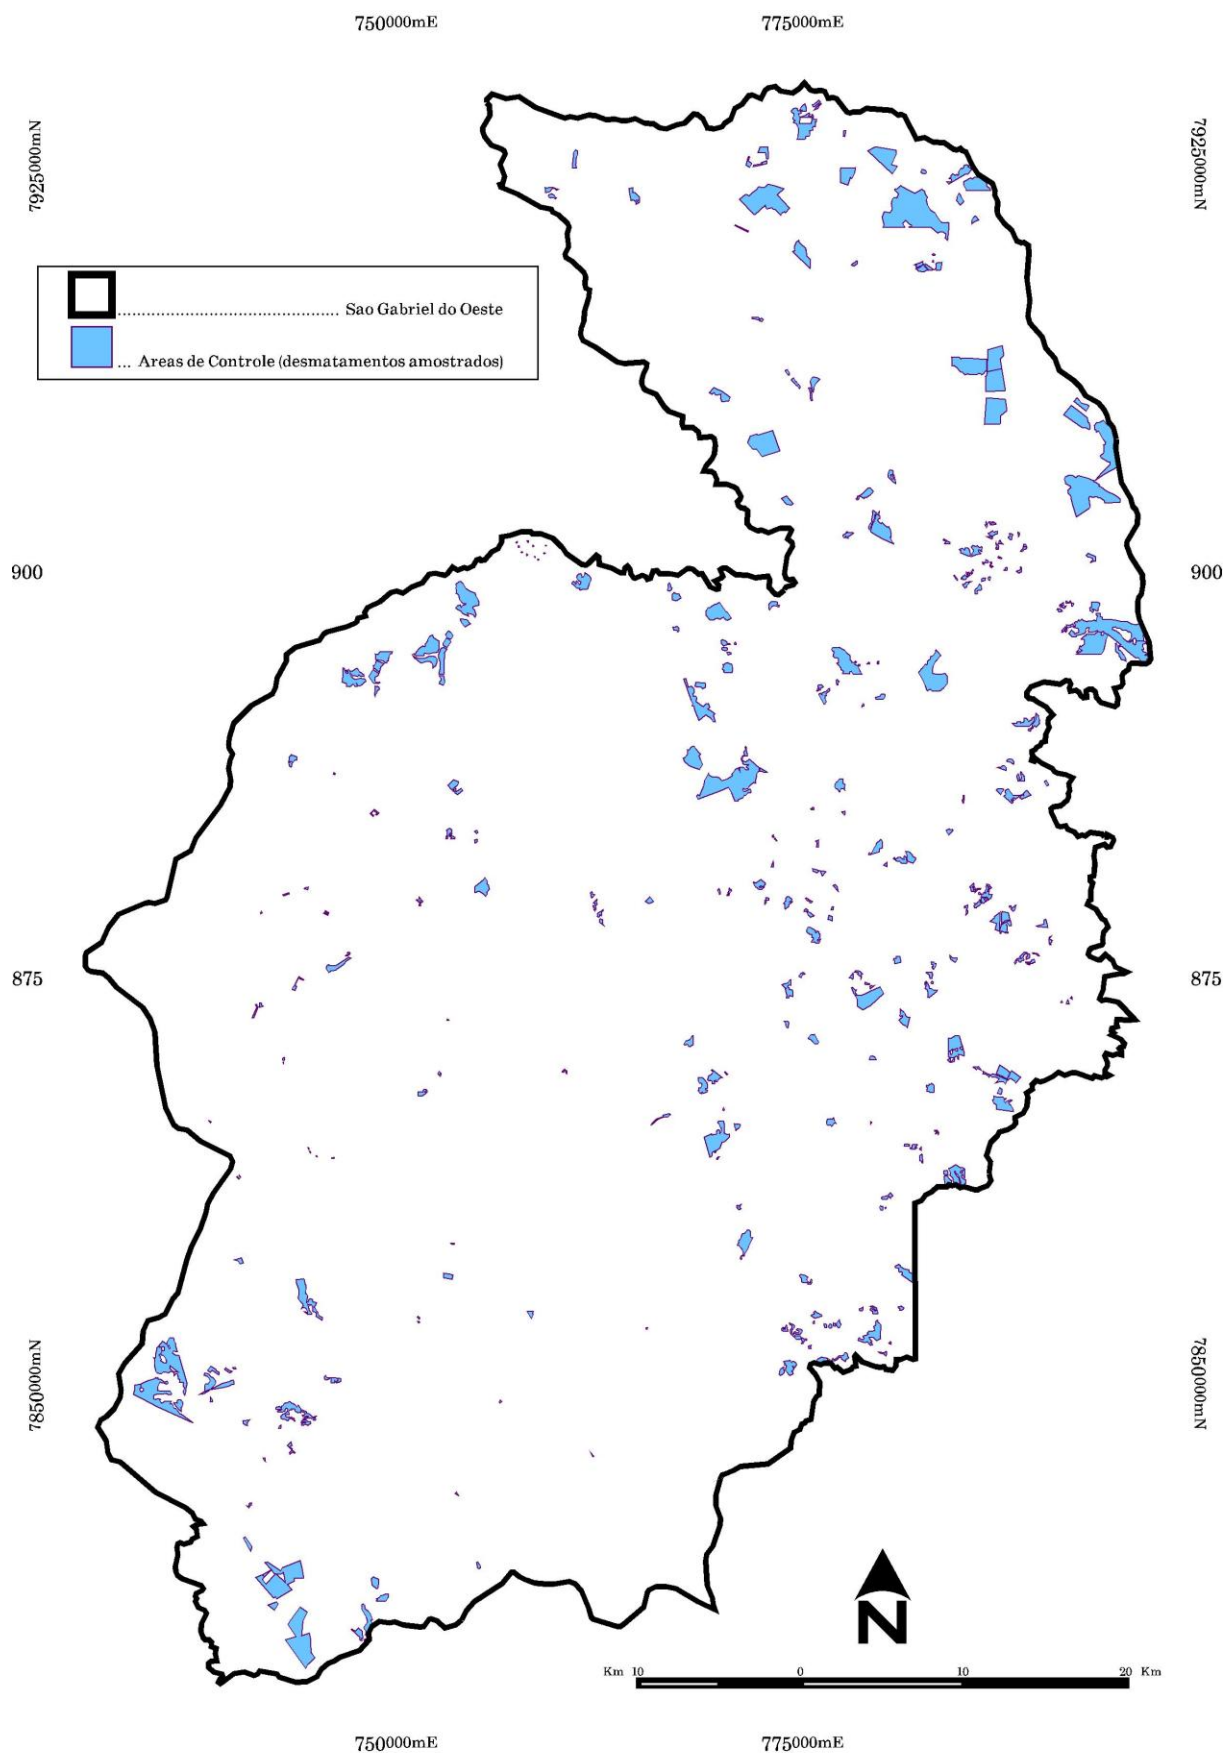 750000mE 775000mE
7925000mN 7925000mN
........................................ Sao Gabriel do Oeste
... Areas de Controle (desmatamentos amostrados)
900 900
875 875
7850000mN 7850000mN
N
Km 10 0 10 20 Km
750000mE 775000mE